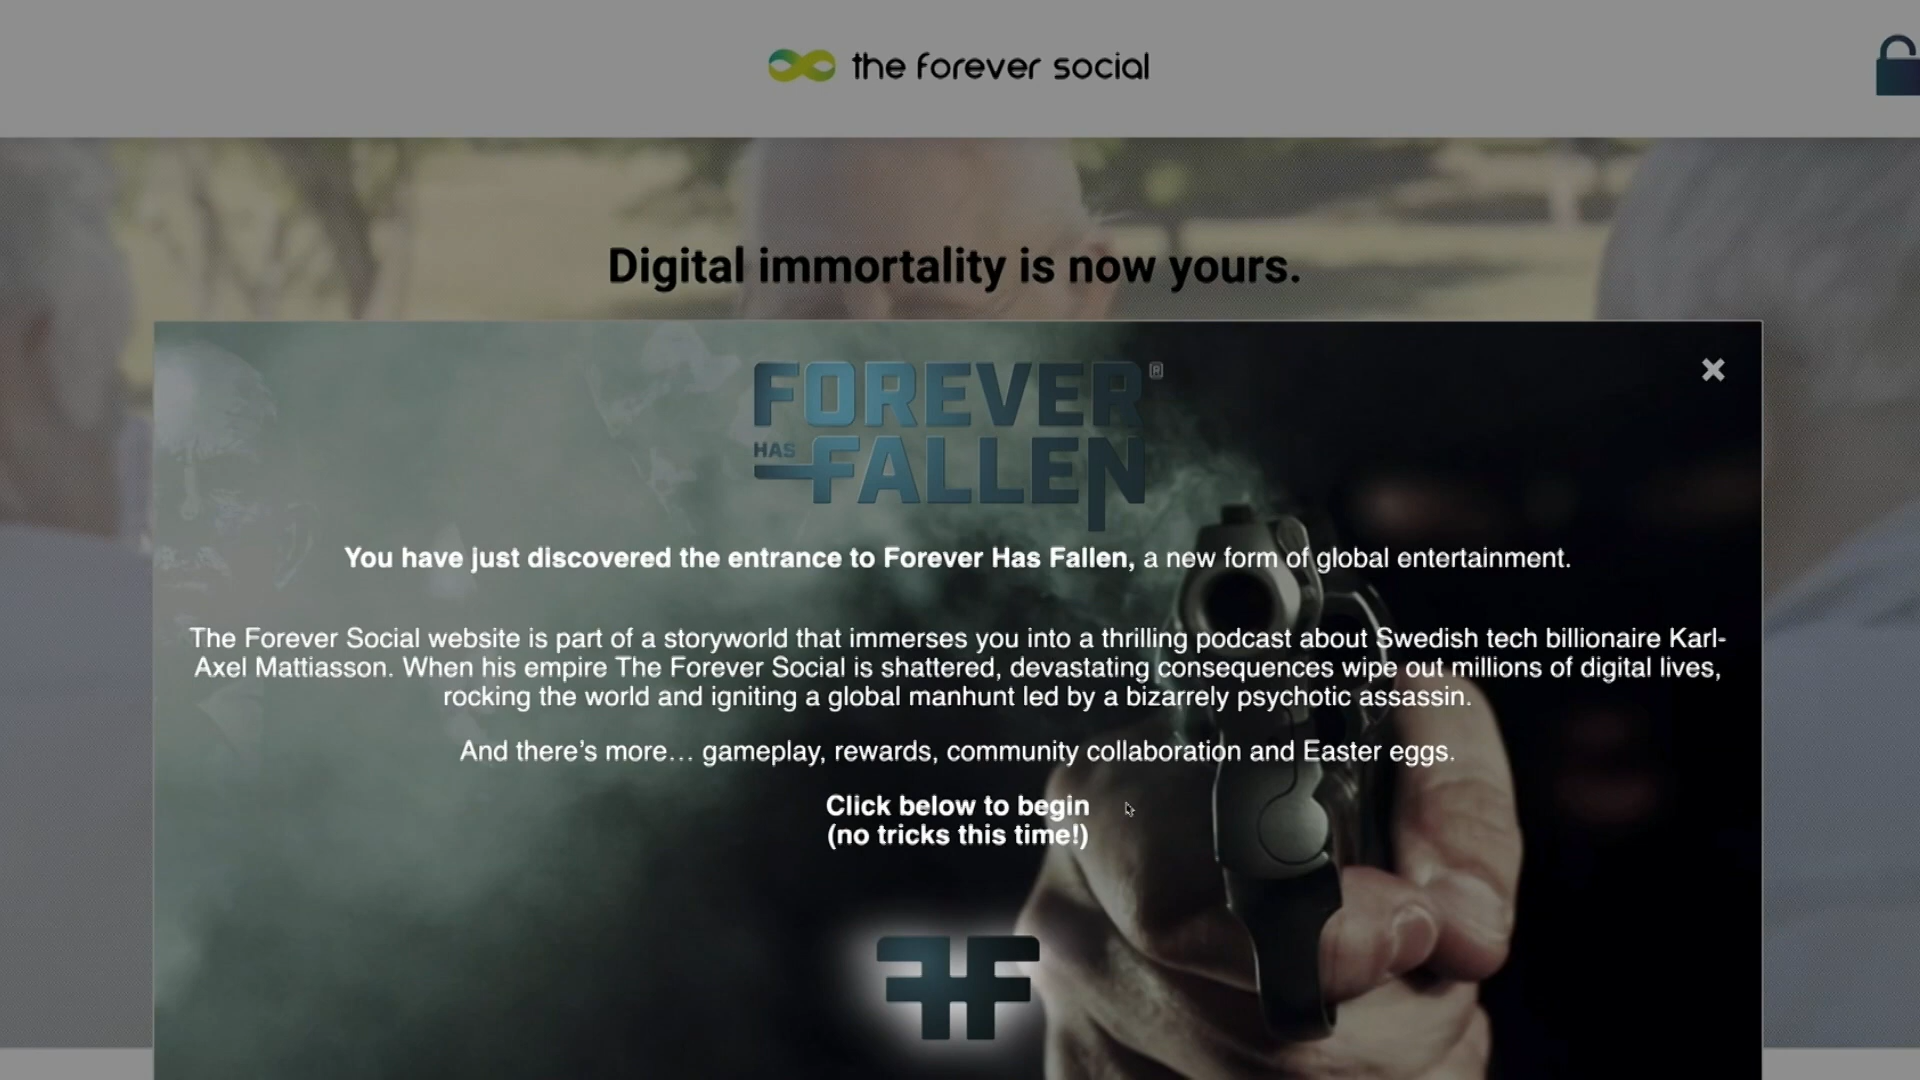 the forever social
Digital immortality is now yours.
FOREVER®
HAS FALLEN
You have just discovered the entrance to Forever Has Fallen, a new form of global entertainment.
The Forever Social website is part of a storyworld that immerses you into a thrilling podcast about Swedish tech billionaire Karl-
Axel Mattiasson. When his empire The Forever Social is shattered, devastating consequences wipe out millions of digital lives,
rocking the world and igniting a global manhunt led by a bizarrely psychotic assassin.
And there’s more… gameplay, rewards, community collaboration and Easter eggs.
Click below to begin
(no tricks this time!)